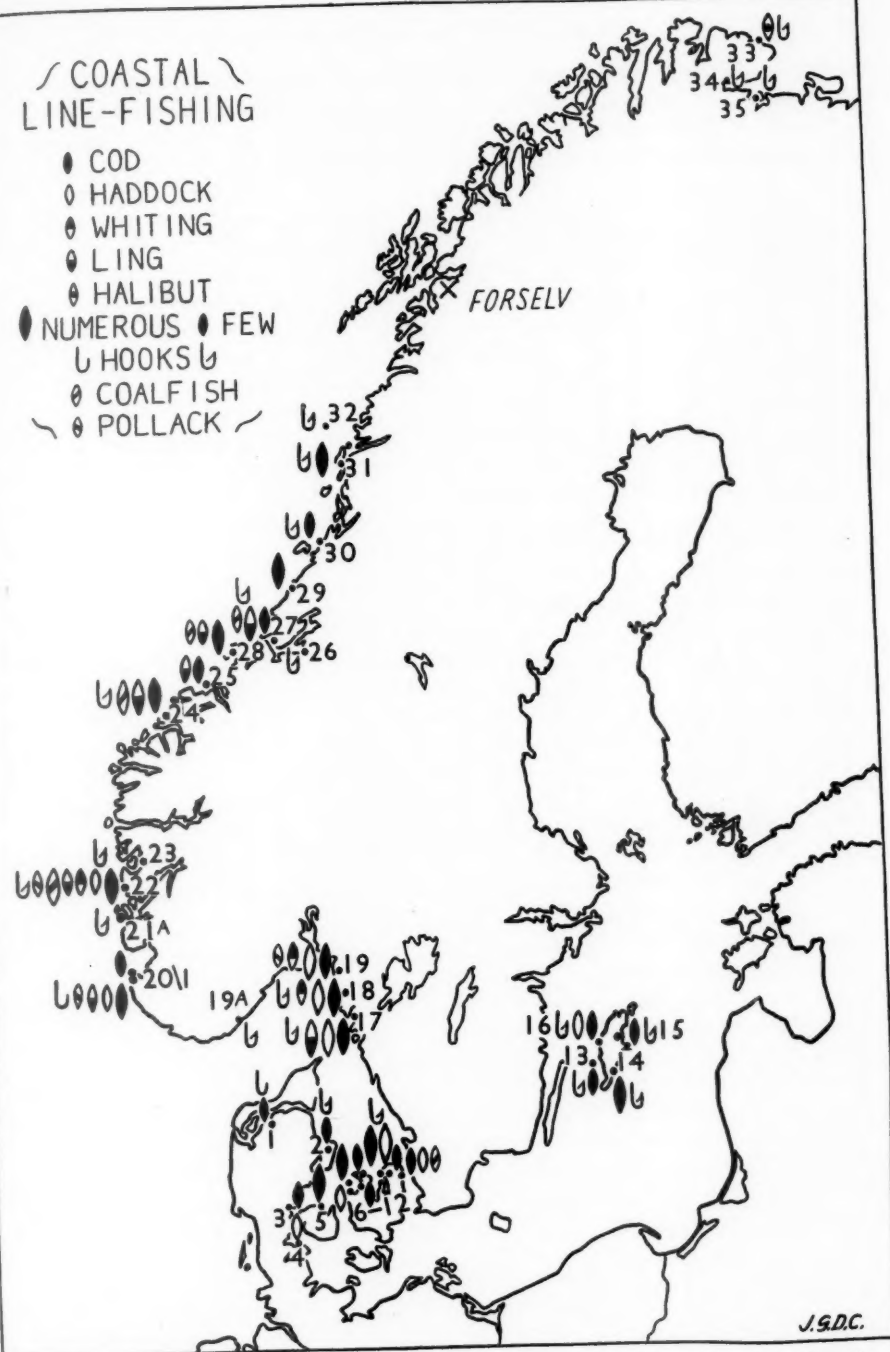 COASTAL
LINE-FISHING
COD
HADDOCK
WHITING
LING
HALIBUT
NUMEROUS FEW
HOOKS
COALFISH
POLLACK
33
34
35
FORSELV
32
31
30
29
27
28 26
25
24
23
22
21A
20\1
19
19A 18
17
16 15
13 14
1
2
3 5 6-12
4
J.G.D.C.